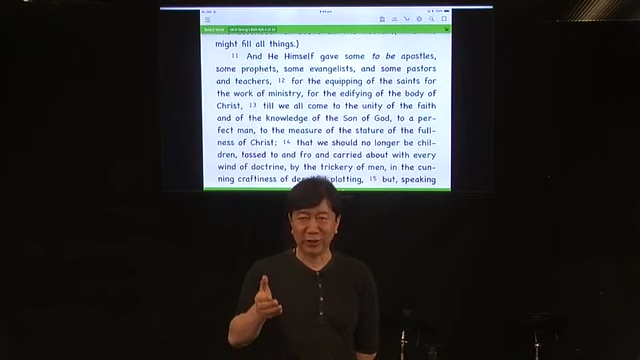 might fill all things.)
11 And He Himself gave some to be apostles,
some prophets, some evangelists, and some pastors
and teachers, 12 for the equipping of the saints for
the work of ministry, for the edifying of the body of
Christ, 13 till we all come to the unity of the faith
and of the knowledge of the Son of God, to a per-
fect man, to the measure of the stature of the full-
ness of Christ; 14 that we should no longer be chil-
dren, tossed to and fro and carried about with every
wind of doctrine, by the trickery of men, in the cun-
ning craftiness of plotting, 15 but, speaking